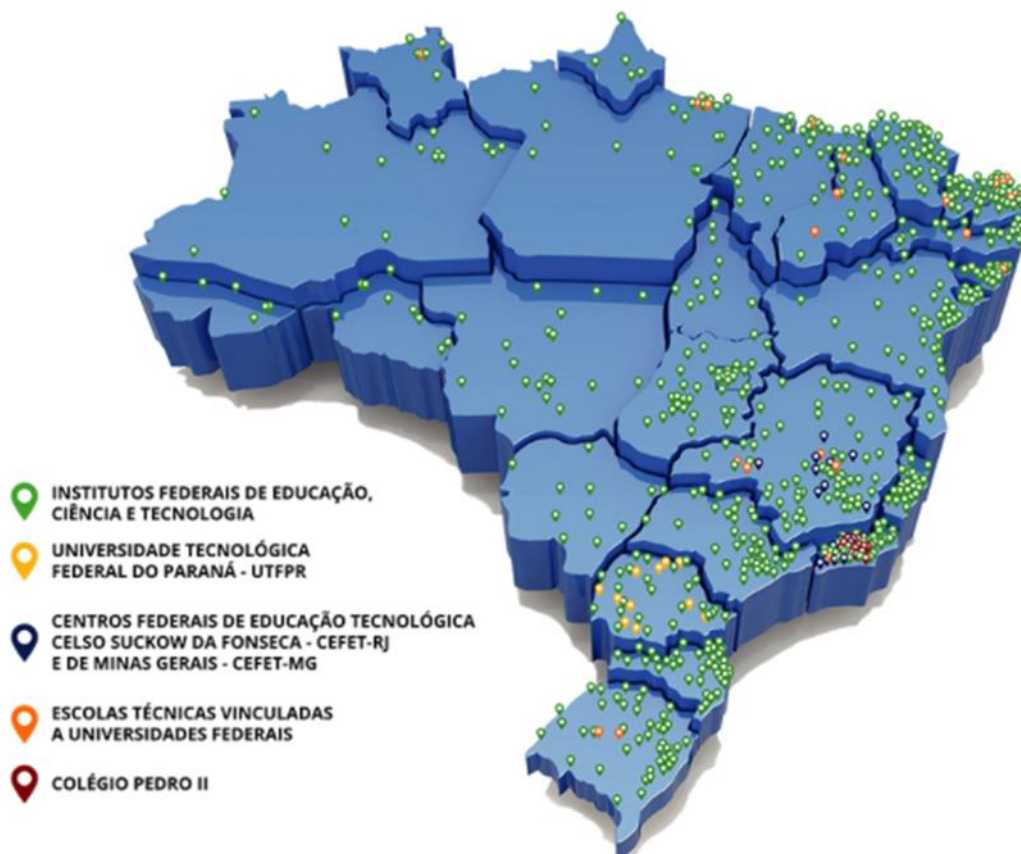 INSTITUTOS FEDERAIS DE EDUCAÇÃO,
CIÊNCIA E TECNOLOGIA
UNIVERSIDADE TECNOLÓGICA
FEDERAL DO PARANÁ - UTFPR
CENTROS FEDERAIS DE EDUCAÇÃO TECNOLÓGICA
CELSO SUCKOW DA FONSECA - CEFET-RJ
E DE MINAS GERAIS - CEFET-MG
ESCOLAS TÉCNICAS VINCULADAS
A UNIVERSIDADES FEDERAIS
COLÉGIO PEDRO II